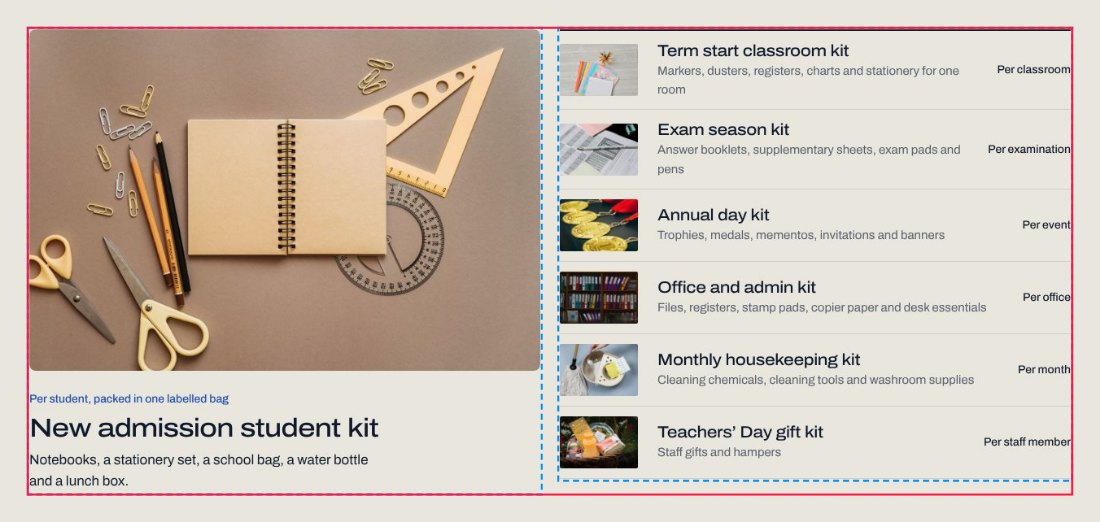 Per student, packed in one labelled bag
New admission student kit
Notebooks, a stationery set, a school bag, a water bottle
and a lunch box.
Term start classroom kit
Markers, dusters, registers, charts and stationery for one
room
Per classroom
Exam season kit
Answer booklets, supplementary sheets, exam pads and
pens
Per examination
Annual day kit
Trophies, medals, mementos, invitations and banners
Per event
Office and admin kit
Files, registers, stamp pads, copier paper and desk essentials
Per office
Monthly housekeeping kit
Cleaning chemicals, cleaning tools and washroom supplies
Per month
Teachers’ Day gift kit
Staff gifts and hampers
Per staff member